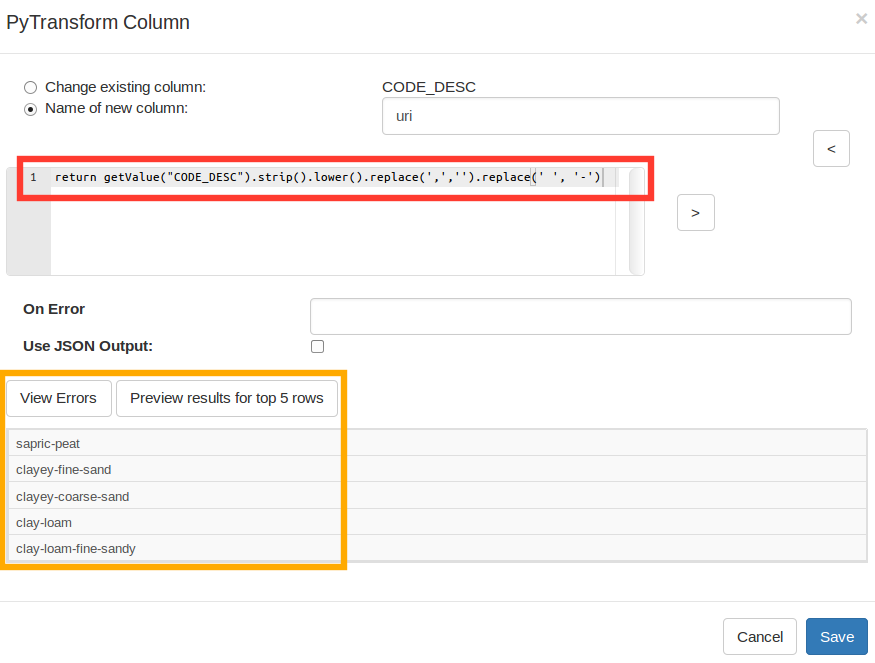 PyTransform Column
×
Change existing column:
CODE_DESC
Name of new column:
uri
<
1 return getValue("CODE_DESC").strip().lower().replace(',','').replace(' ', '-')
>
On Error
Use JSON Output:
View Errors
Preview results for top 5 rows
sapric-peat
clayey-fine-sand
clayey-coarse-sand
clay-loam
clay-loam-fine-sandy
Cancel
Save